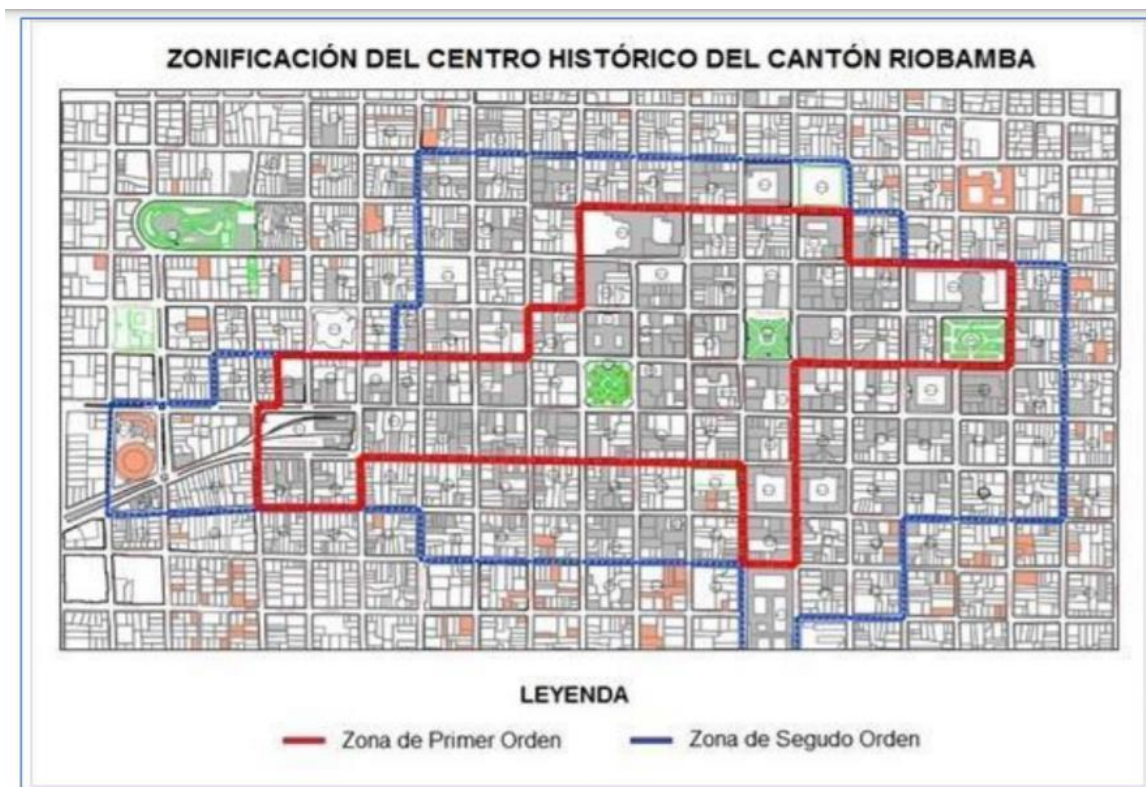 ZONIFICACIÓN DEL CENTRO HISTÓRICO DEL CANTÓN RIOBAMBA
LEYENDA
Zona de Primer Orden
Zona de Segudo Orden